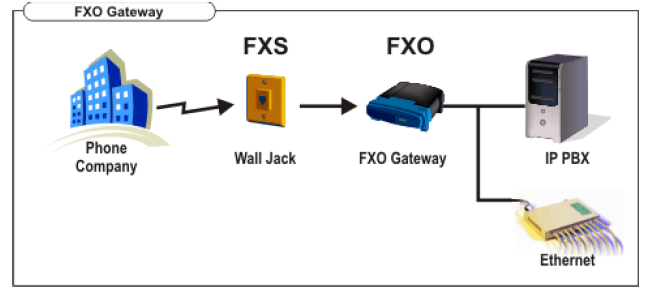 FXO Gateway
FXS
FXO
Phone
Company
Wall Jack
FXO Gateway
IP PBX
Ethernet